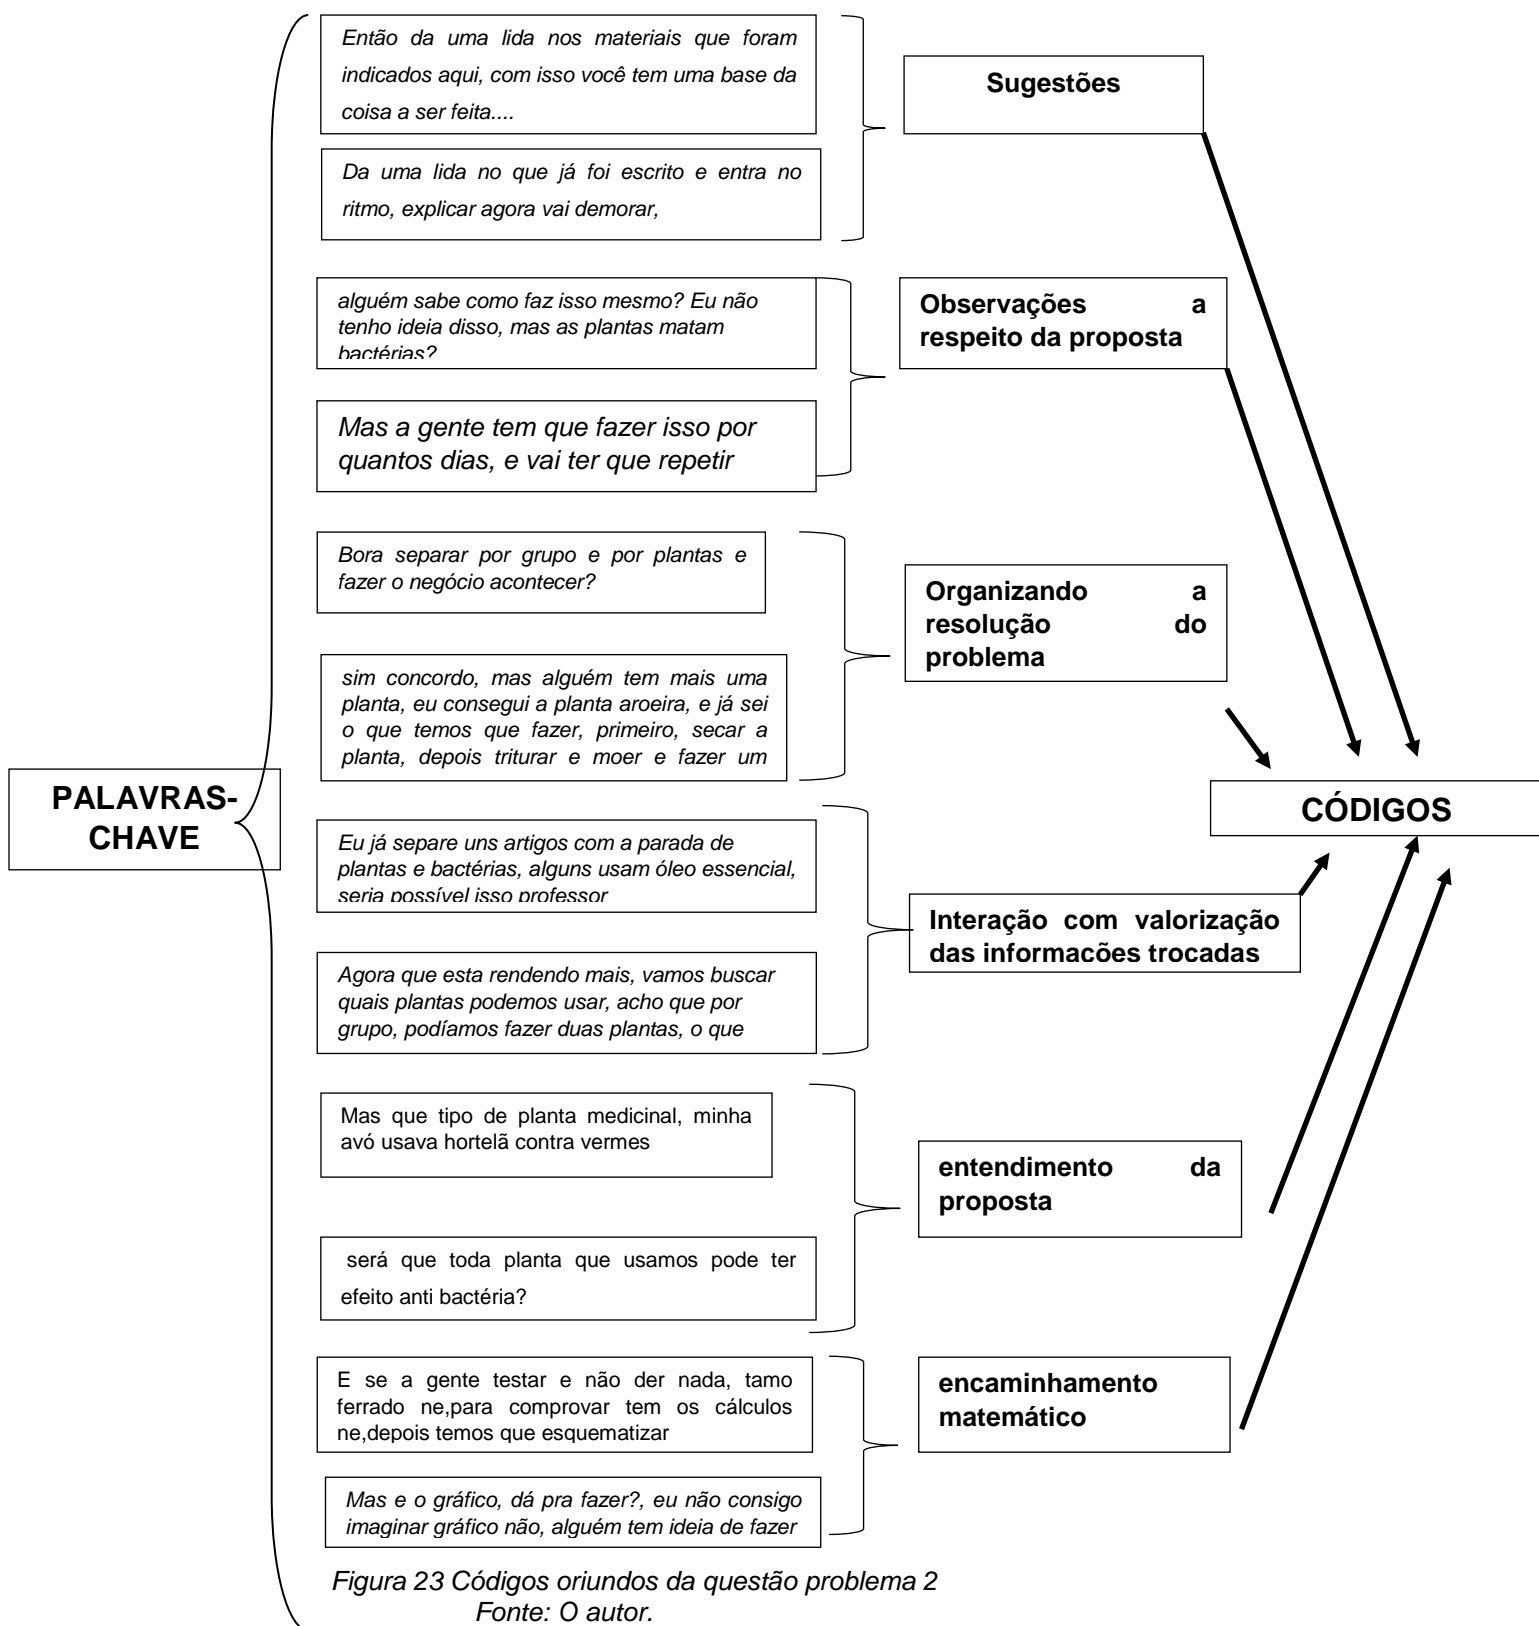 Então da uma lida nos materiais que foram
indicados aqui, com isso você tem uma base da
coisa a ser feita....
Sugestões
Da uma lida no que já foi escrito e entra no
ritmo, explicar agora vai demorar,
alguém sabe como faz isso mesmo? Eu não
tenho ideia disso, mas as plantas matam
bactérias?
Observações a
respeito da proposta
Mas a gente tem que fazer isso por
quantos dias, e vai ter que repetir
Bora separar por grupo e por plantas e
fazer o negócio acontecer?
Organizando a
resolução do
problema
sim concordo, mas alguém tem mais uma
planta, eu consegui a planta aroeira, e já sei
o que temos que fazer, primeiro, secar a
planta, depois triturar e moer e fazer um
PALAVRAS-
CHAVE
CÓDIGOS
Eu já separe uns artigos com a parada de
plantas e bactérias, alguns usam óleo essencial,
seria possível isso professor
Interação com valorização
das informacões trocadas
Agora que esta rendendo mais, vamos buscar
quais plantas podemos usar, acho que por
grupo, podíamos fazer duas plantas, o que
Mas que tipo de planta medicinal, minha
avó usava hortelã contra vermes
entendimento da
proposta
será que toda planta que usamos pode ter
efeito anti bactéria?
E se a gente testar e não der nada, tamo
ferrado ne,para comprovar tem os cálculos
ne,depois temos que esquematizar
encaminhamento
matemático
Mas e o gráfico, dá pra fazer?, eu não consigo
imaginar gráfico não, alguém tem ideia de fazer
Figura 23 Códigos oriundos da questão problema 2
Fonte: O autor.